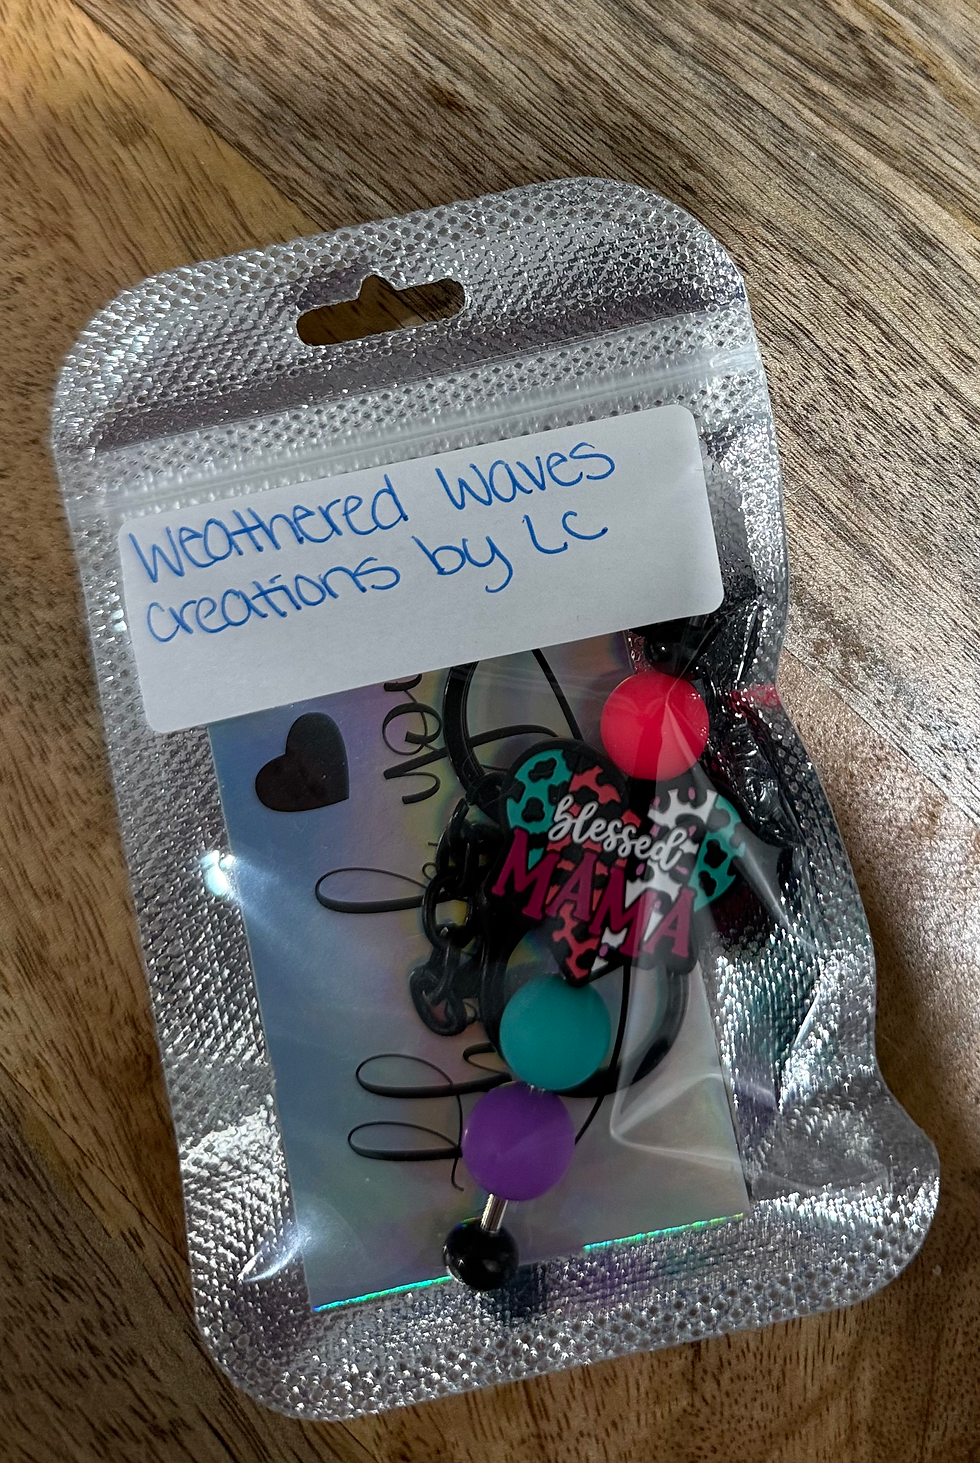 Weathered Waves
creations by LC
blessed
MAMA